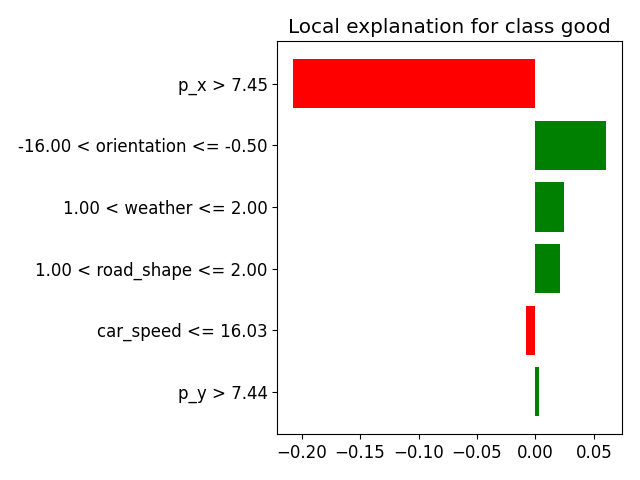 Local explanation for class good
p_x > 7.45
-16.00 < orientation <= -0.50
1.00 < weather <= 2.00
1.00 < road_shape <= 2.00
car_speed <= 16.03
p_y > 7.44
−0.20 −0.15 −0.10 −0.05 0.00 0.05